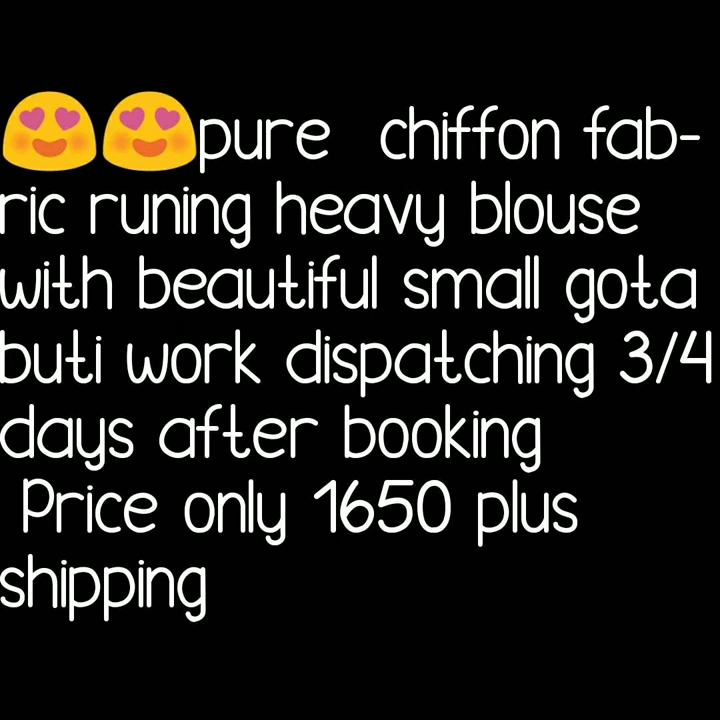 😍😍pure chiffon fab-
ric runing heavy blouse
with beautiful small gota
buti work dispatching 3/4
days after booking
Price only 1650 plus
shipping